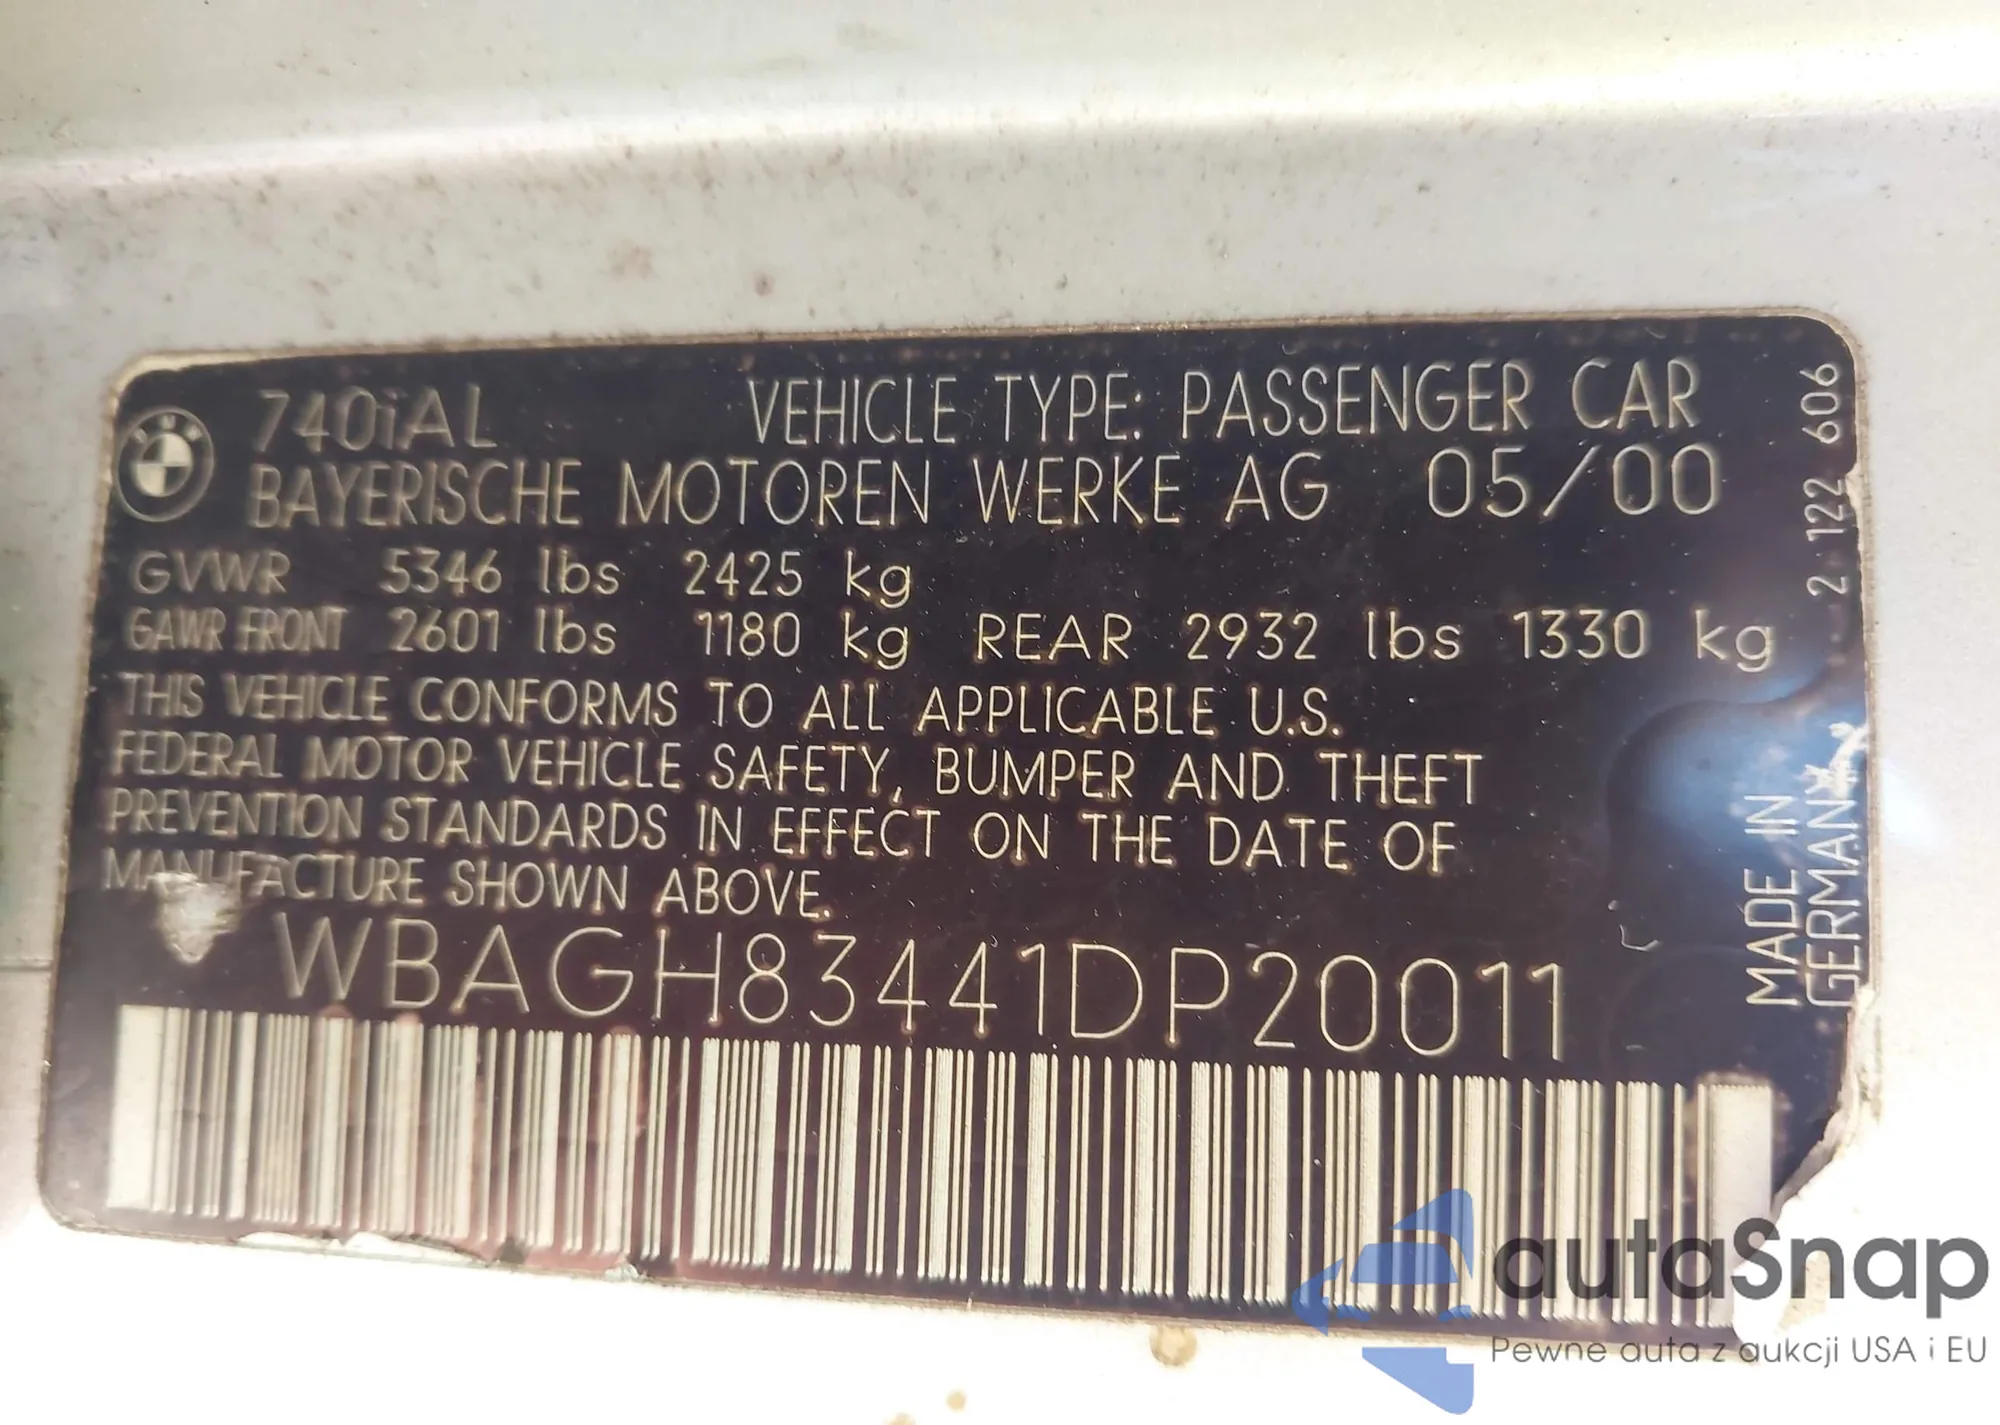 740iAL VEHICLE TYPE: PASSENGER CAR
BAYERISCHE MOTOREN WERKE AG 05/00
GVWR 5346 lbs 2425 kg
GAWR FRONT 2601 lbs 1180 kg REAR 2932 lbs 1330 kg
THIS VEHICLE CONFORMS TO ALL APPLICABLE U.S.
FEDERAL MOTOR VEHICLE SAFETY, BUMPER AND THEFT
PREVENTION STANDARDS IN EFFECT ON THE DATE OF
MANUFACTURE SHOWN ABOVE.
WBAGH83441DP20011
2 122 606
MADE IN
GERMANY
autaSnap
Pewne auta z aukcji USA i EU